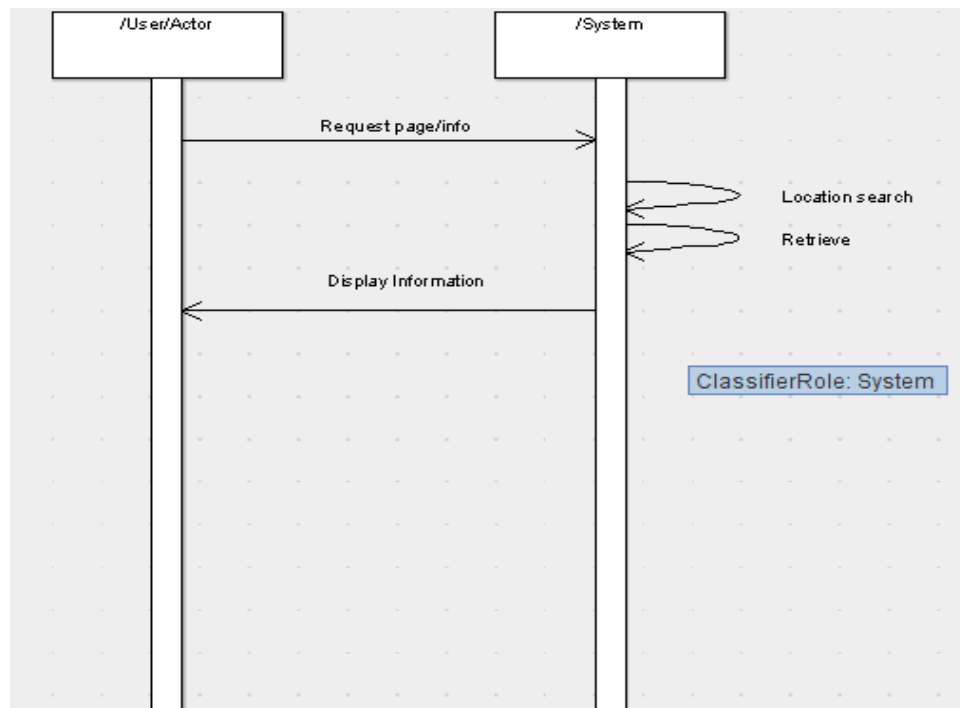 /User/Actor
/System
Request page/info
Location search
Retrieve
Display Information
ClassifierRole: System